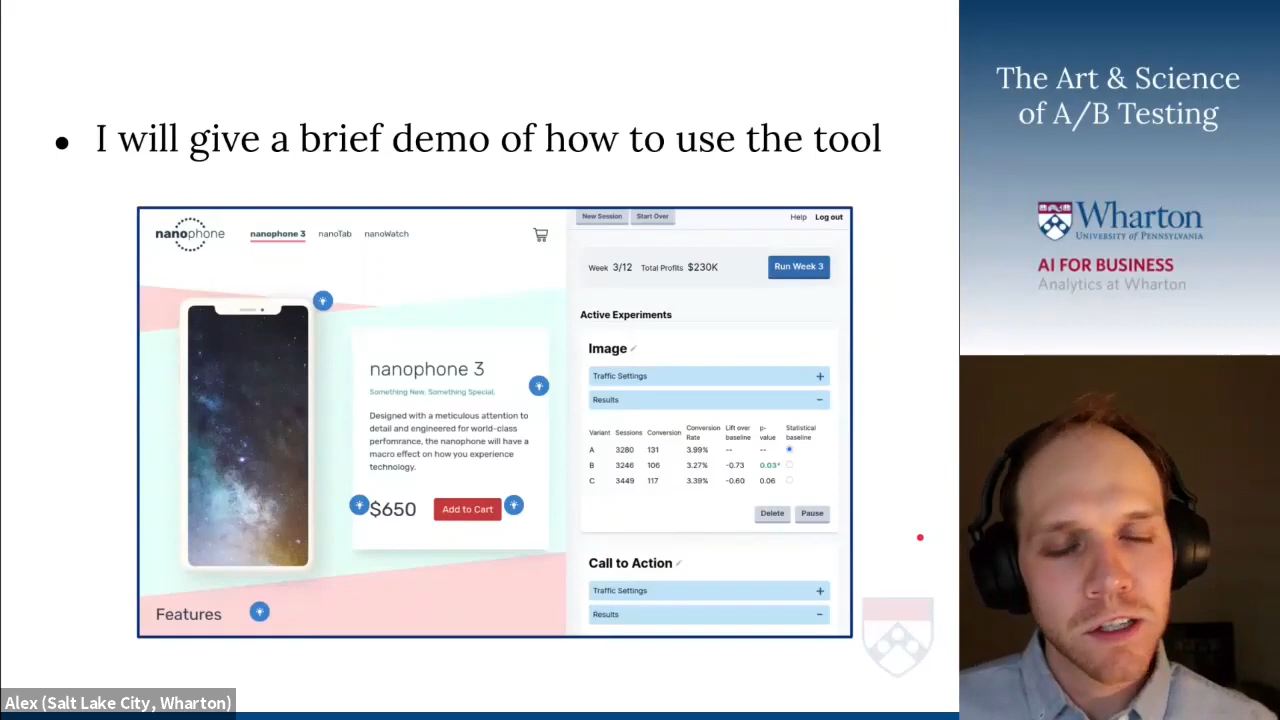 • I will give a brief demo of how to use the tool
nanophone
nanophone 3
nanoTab
nanoWatch
nanophone 3
Something New. Something Special.
Designed with a meticulous attention to
detail and engineered for world-class
perfomrance, the nanophone will have a
macro effect on how you experience
technology.
$650
Add to Cart
Features
New Session
Start Over
Help
Log out
Week 3/12 Total Profits $230K
Run Week 3
Active Experiments
Image
Traffic Settings +
Results −
Variant Sessions Conversion Conversion Rate Lift over baseline p-value Statistical baseline
A 3280 131 3.99% -- --
B 3246 106 3.27% -0.73 0.03*
C 3449 117 3.39% -0.60 0.06
Delete
Pause
Call to Action
Traffic Settings +
Results −
The Art & Science
of A/B Testing
Wharton
UNIVERSITY of PENNSYLVANIA
AI FOR BUSINESS
Analytics at Wharton
Alex (Salt Lake City, Wharton)